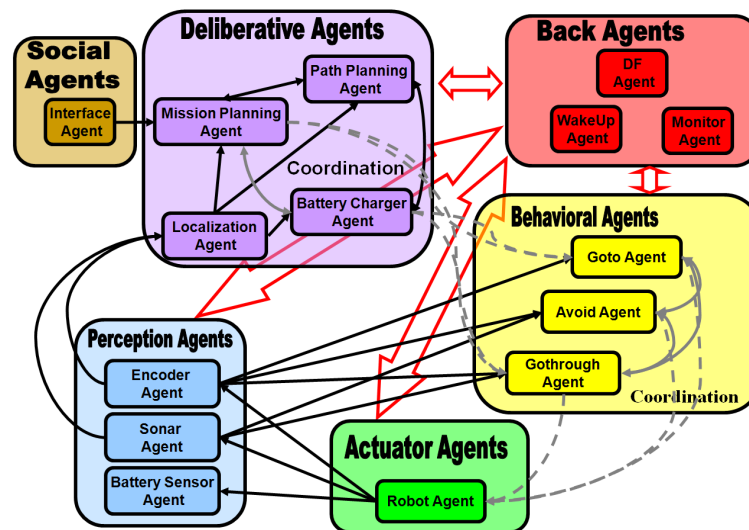 Social
Agents
Interface
Agent
Deliberative Agents
Path Planning
Agent
Mission Planning
Agent
Coordination
Battery Charger
Agent
Localization
Agent
Back Agents
DF
Agent
WakeUp
Agent
Monitor
Agent
Behavioral Agents
Goto Agent
Avoid Agent
Gothrough
Agent
Coordination
Perception Agents
Encoder
Agent
Sonar
Agent
Battery Sensor
Agent
Actuator Agents
Robot Agent